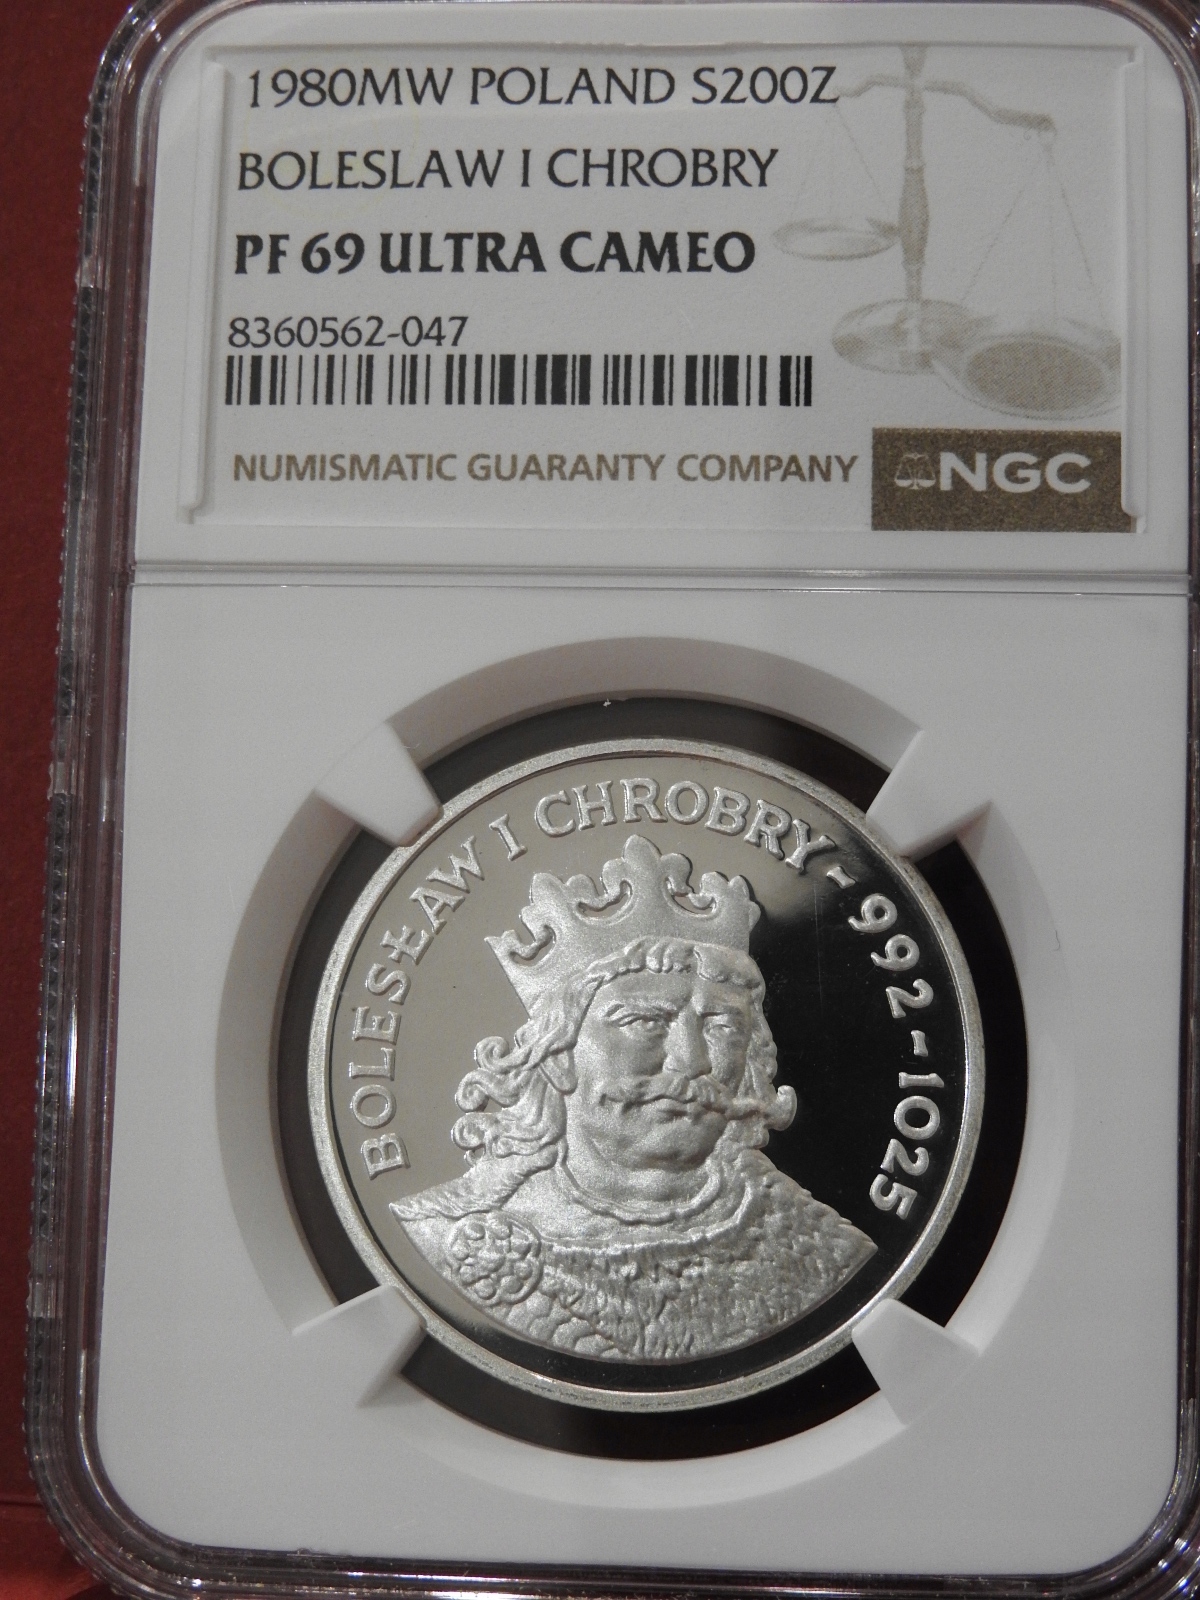 1980MW POLAND S200Z
BOLESLAW I CHROBRY
PF 69 ULTRA CAMEO
8360562-047
NUMISMATIC GUARANTY COMPANY
NGC
BOLESŁAW I CHROBRY - 992 - 1025